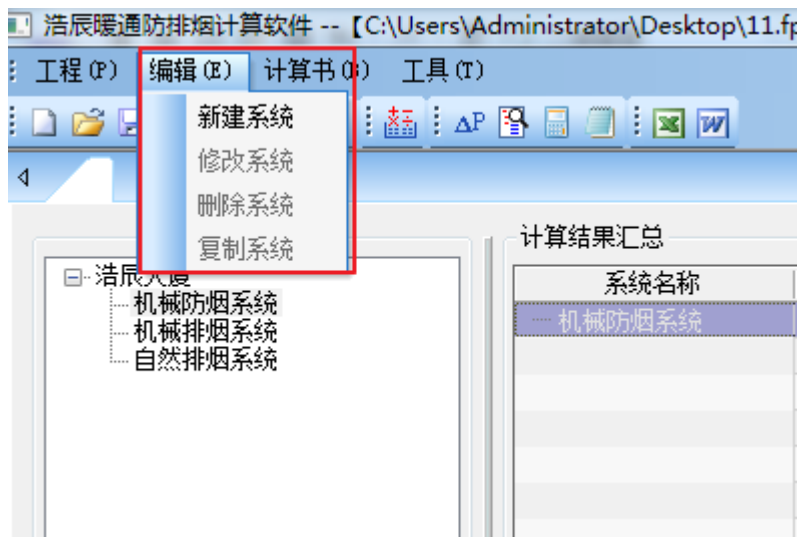 浩辰暖通防排烟计算软件 -- 【C:\Users\Administrator\Desktop\11.fp
工程(P) 编辑(E) 计算书(B) 工具(T)
新建系统
修改系统
删除系统
复制系统
ΔP
W
计算结果汇总
浩辰大厦
机械防烟系统
机械排烟系统
自然排烟系统
系统名称
机械防烟系统